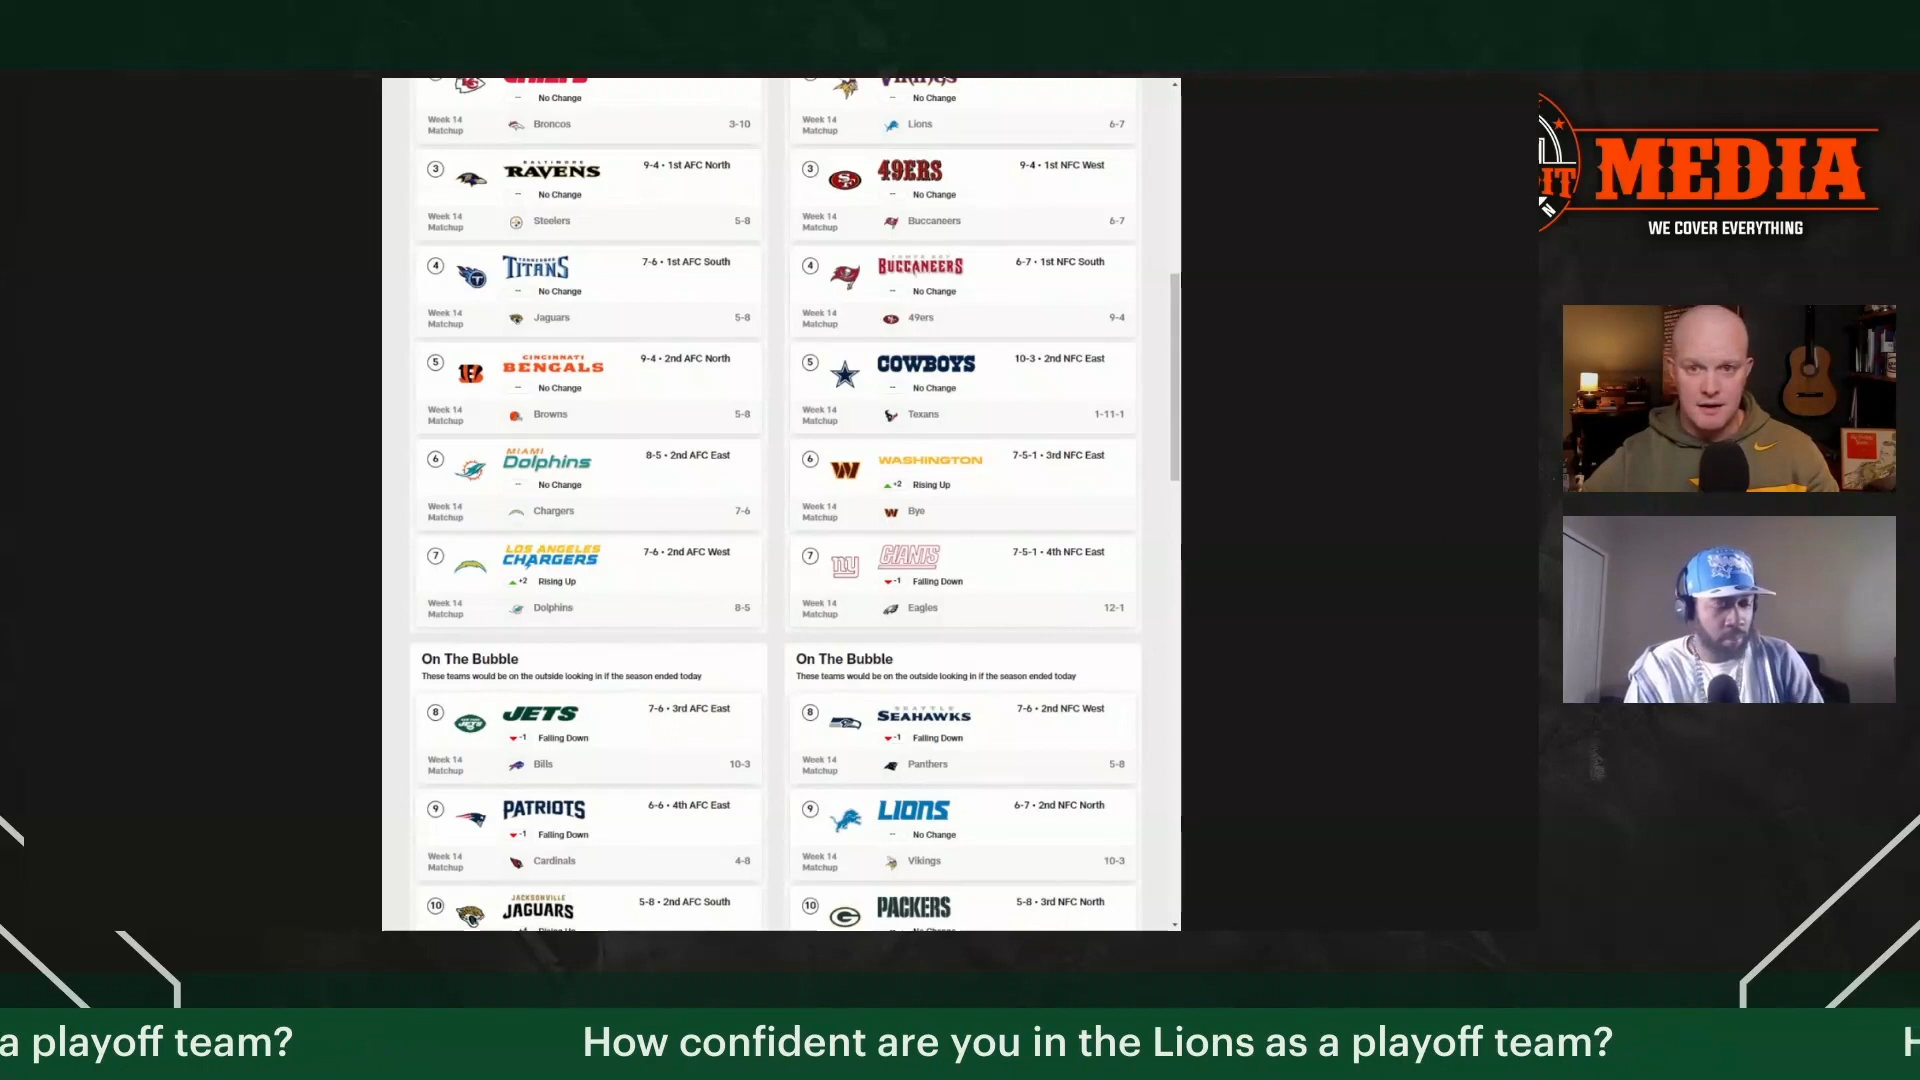 CHIEFS
No Change
Week 14
Matchup
Broncos
3-10
3
BALTIMORE
RAVENS
9-4 • 1st AFC North
No Change
Week 14
Matchup
Steelers
5-8
4
TENNESSEE
TITANS
7-6 • 1st AFC South
No Change
Week 14
Matchup
Jaguars
5-8
5
CINCINNATI
BENGALS
9-4 • 2nd AFC North
No Change
Week 14
Matchup
Browns
5-8
6
MIAMI
Dolphins
8-5 • 2nd AFC East
No Change
Week 14
Matchup
Chargers
7-6
7
LOS ANGELES
CHARGERS
7-6 • 2nd AFC West
+2 Rising Up
Week 14
Matchup
Dolphins
8-5
On The Bubble
These teams would be on the outside looking in if the season ended today
8
JETS
7-6 • 3rd AFC East
-1 Falling Down
Week 14
Matchup
Bills
10-3
9
PATRIOTS
6-6 • 4th AFC East
-1 Falling Down
Week 14
Matchup
Cardinals
4-8
10
JACKSONVILLE
JAGUARS
5-8 • 2nd AFC South
VIKINGS
No Change
Week 14
Matchup
Lions
6-7
3
49ERS
9-4 • 1st NFC West
No Change
Week 14
Matchup
Buccaneers
6-7
4
TAMPA BAY
BUCCANEERS
6-7 • 1st NFC South
No Change
Week 14
Matchup
49ers
9-4
5
COWBOYS
10-3 • 2nd NFC East
No Change
Week 14
Matchup
Texans
1-11-1
6
WASHINGTON
7-5-1 • 3rd NFC East
+2 Rising Up
Week 14
Matchup
Bye
7
ny
GIANTS
7-5-1 • 4th NFC East
-1 Falling Down
Week 14
Matchup
Eagles
12-1
On The Bubble
These teams would be on the outside looking in if the season ended today
8
SEATTLE
SEAHAWKS
7-6 • 2nd NFC West
-1 Falling Down
Week 14
Matchup
Panthers
5-8
9
LIONS
6-7 • 2nd NFC North
No Change
Week 14
Matchup
Vikings
10-3
10
PACKERS
5-8 • 3rd NFC North
MEDIA
WE COVER EVERYTHING
a playoff team?
How confident are you in the Lions as a playoff team?
H